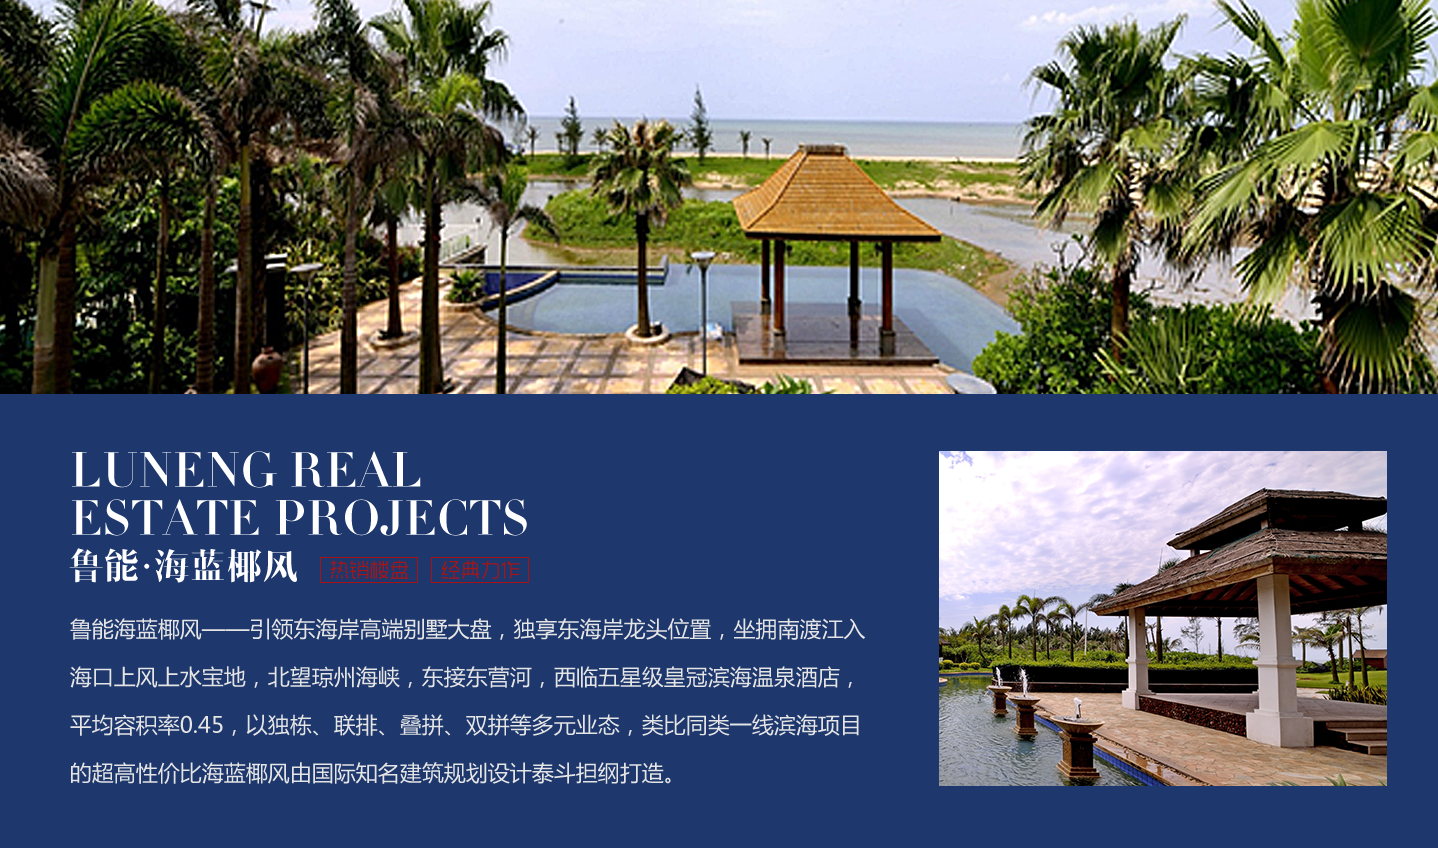 LUNENG REAL
ESTATE PROJECTS
鲁能·海蓝椰风 热销楼盘 经典力作
鲁能海蓝椰风——引领东海岸高端别墅大盘，独享东海岸龙头位置，坐拥南渡江入
海口上风上水宝地，北望琼州海峡，东接东营河，西临五星级皇冠滨海温泉酒店，
平均容积率0.45，以独栋、联排、叠拼、双拼等多元业态，类比同类一线滨海项目
的超高性价比海蓝椰风由国际知名建筑规划设计泰斗担纲打造。